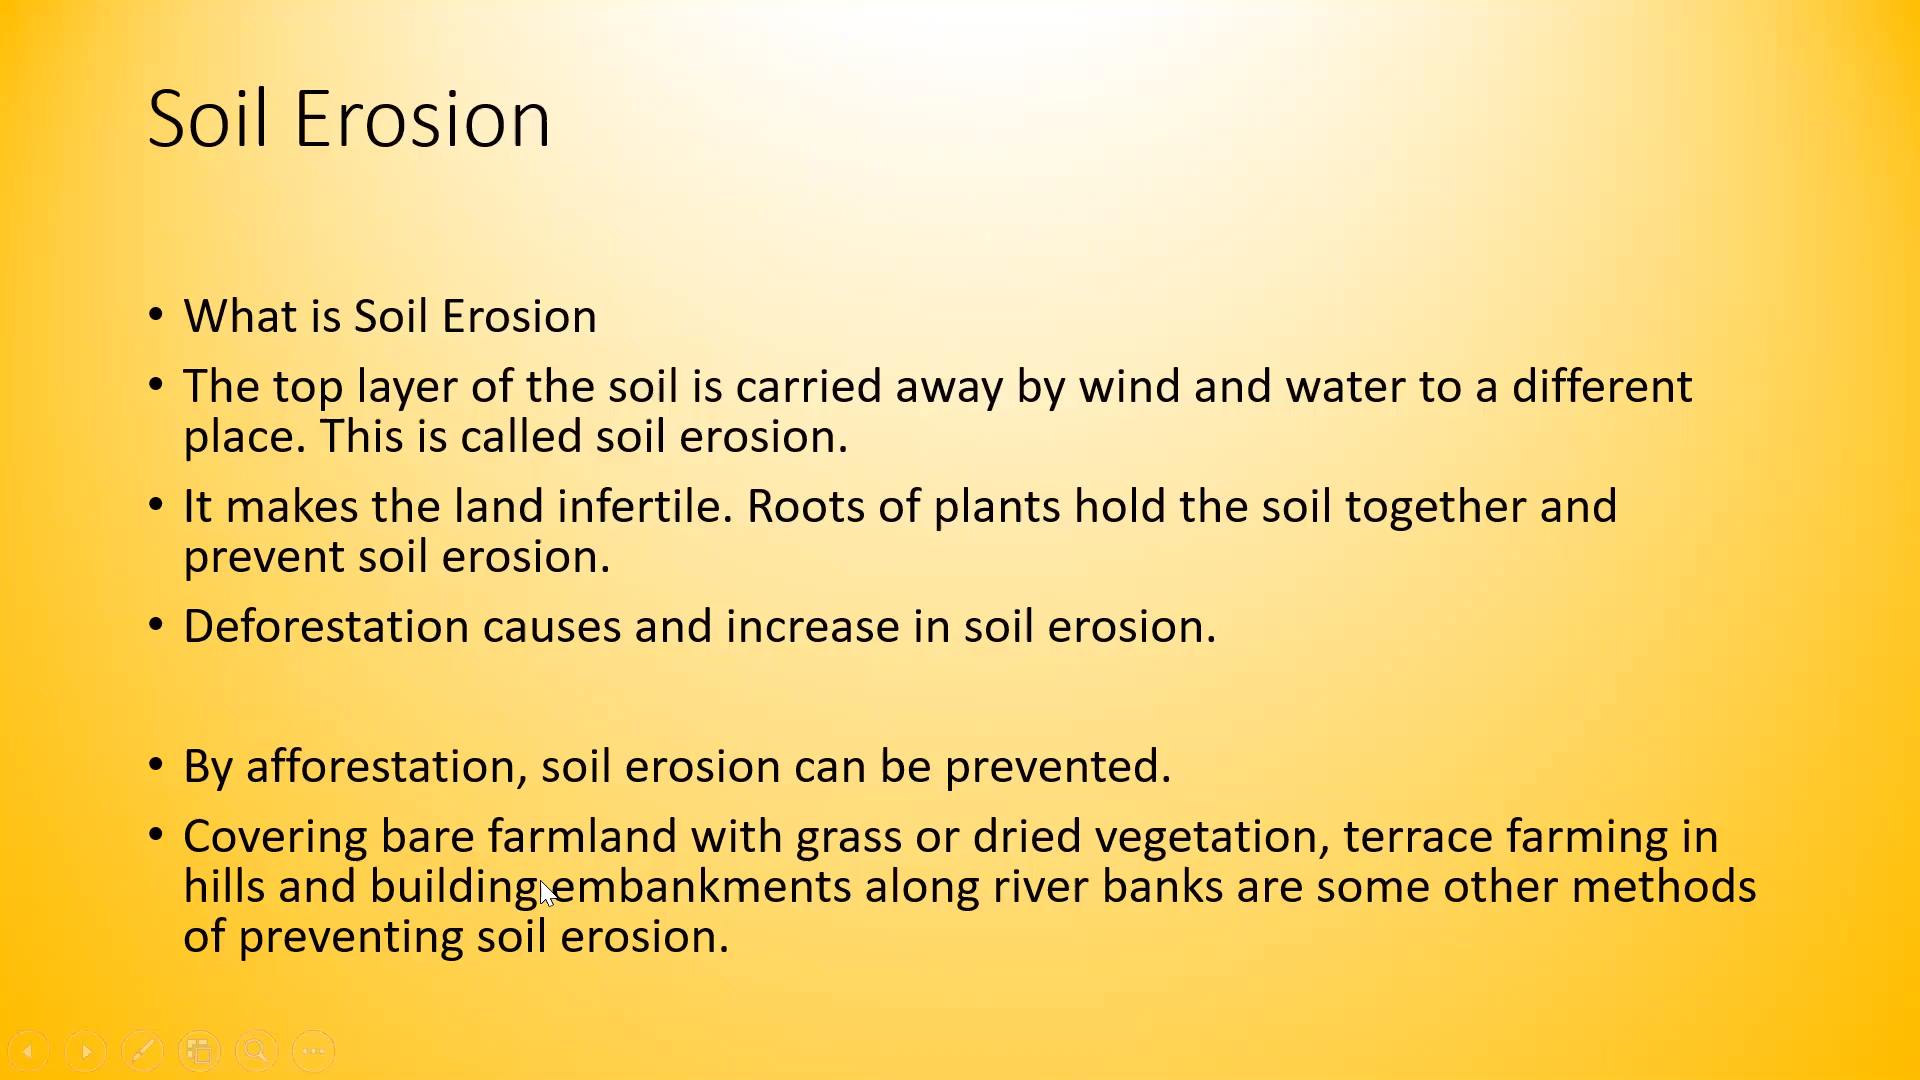 Soil Erosion
• What is Soil Erosion
• The top layer of the soil is carried away by wind and water to a different
place. This is called soil erosion.
• It makes the land infertile. Roots of plants hold the soil together and
prevent soil erosion.
• Deforestation causes and increase in soil erosion.
• By afforestation, soil erosion can be prevented.
• Covering bare farmland with grass or dried vegetation, terrace farming in
hills and building embankments along river banks are some other methods
of preventing soil erosion.